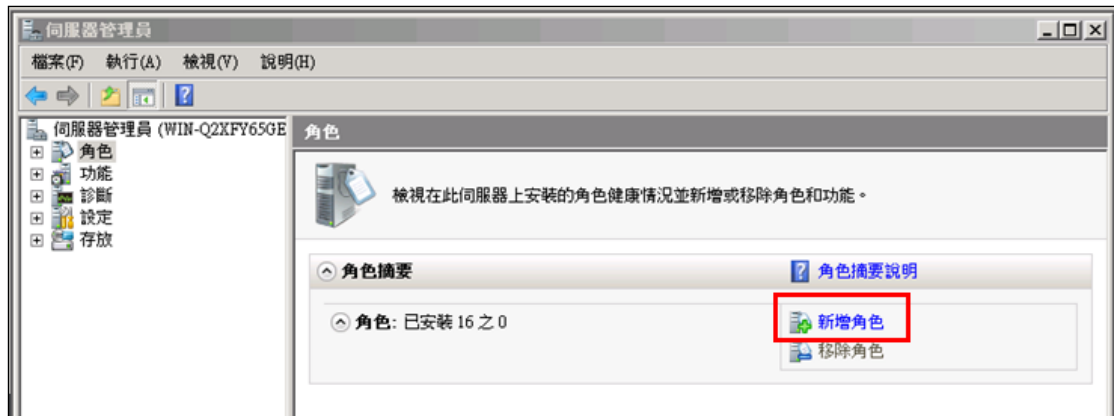 伺服器管理員
檔案(F) 執行(A) 檢視(V) 說明(H)
伺服器管理員 (WIN-Q2XFY65GE
角色
功能
診斷
設定
存放
角色
檢視在此伺服器上安裝的角色健康情況並新增或移除角色和功能。
角色摘要
角色摘要說明
角色: 已安裝 16 之 0
新增角色
移除角色